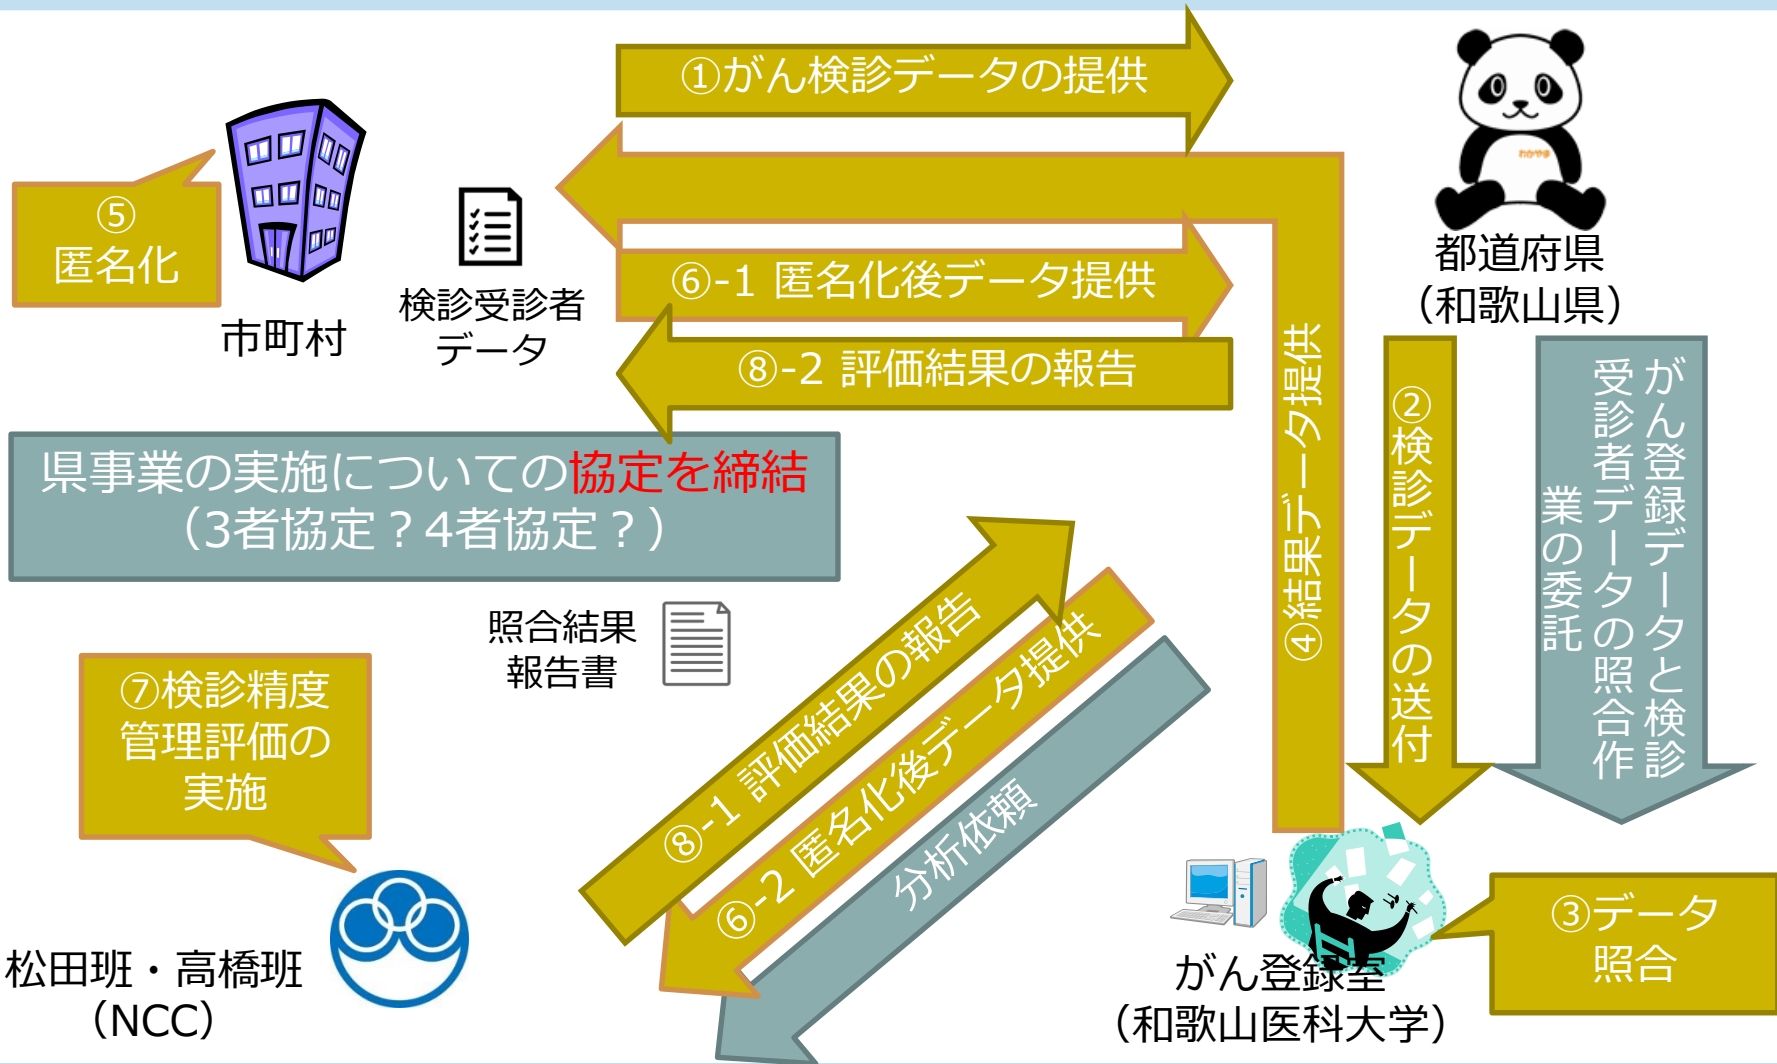 ①がん検診データの提供
わかやま
⑤
匿名化
市町村
検診受診者
データ
都道府県
（和歌山県）
⑥-1 匿名化後データ提供
⑧-2 評価結果の報告
④結果データ提供
②検診データの送付
がん登録データと検診
受診者データの照合作
業の委託
県事業の実施についての協定を締結
（3者協定？4者協定？）
照合結果
報告書
⑦検診精度
管理評価の
実施
⑧-1 評価結果の報告
⑥-2 匿名化後データ提供
分析依頼
松田班・高橋班
（NCC）
がん登録室
（和歌山医科大学）
③データ
照合